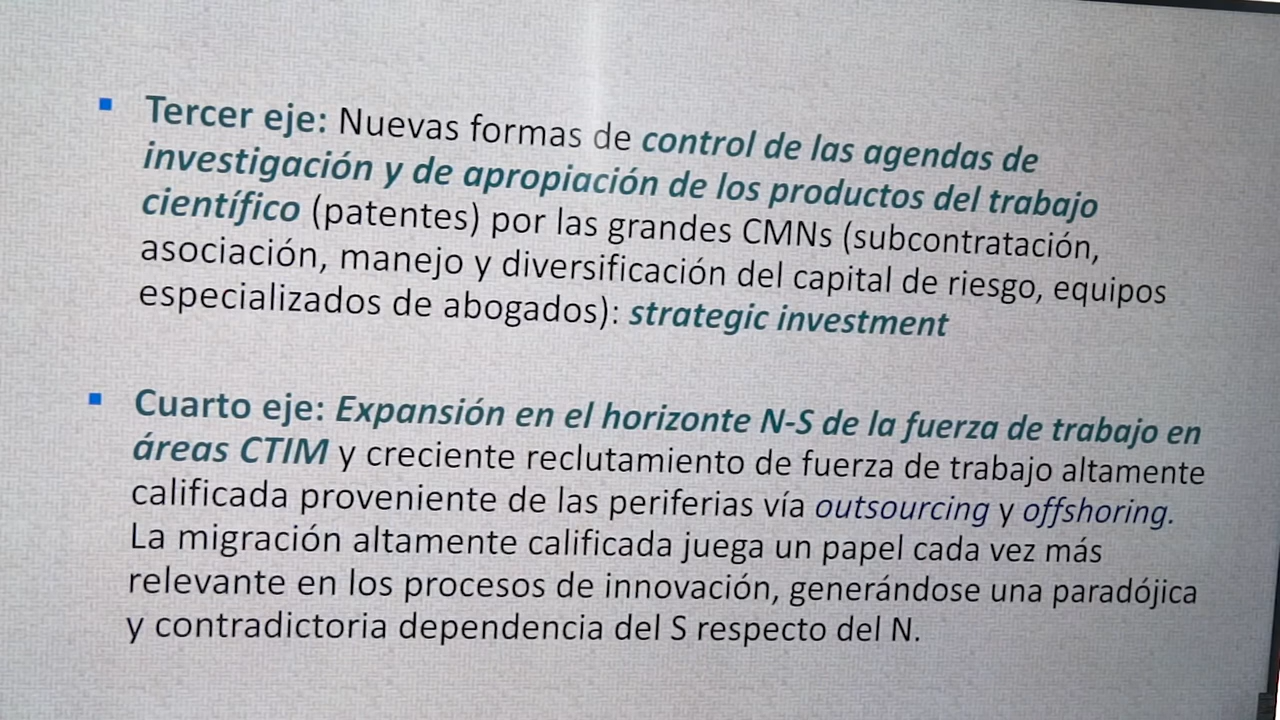 ▪ Tercer eje: Nuevas formas de control de las agendas de
investigación y de apropiación de los productos del trabajo
científico (patentes) por las grandes CMNs (subcontratación,
asociación, manejo y diversificación del capital de riesgo, equipos
especializados de abogados): strategic investment
▪ Cuarto eje: Expansión en el horizonte N-S de la fuerza de trabajo en
áreas CTIM y creciente reclutamiento de fuerza de trabajo altamente
calificada proveniente de las periferias vía outsourcing y offshoring.
La migración altamente calificada juega un papel cada vez más
relevante en los procesos de innovación, generándose una paradójica
y contradictoria dependencia del S respecto del N.